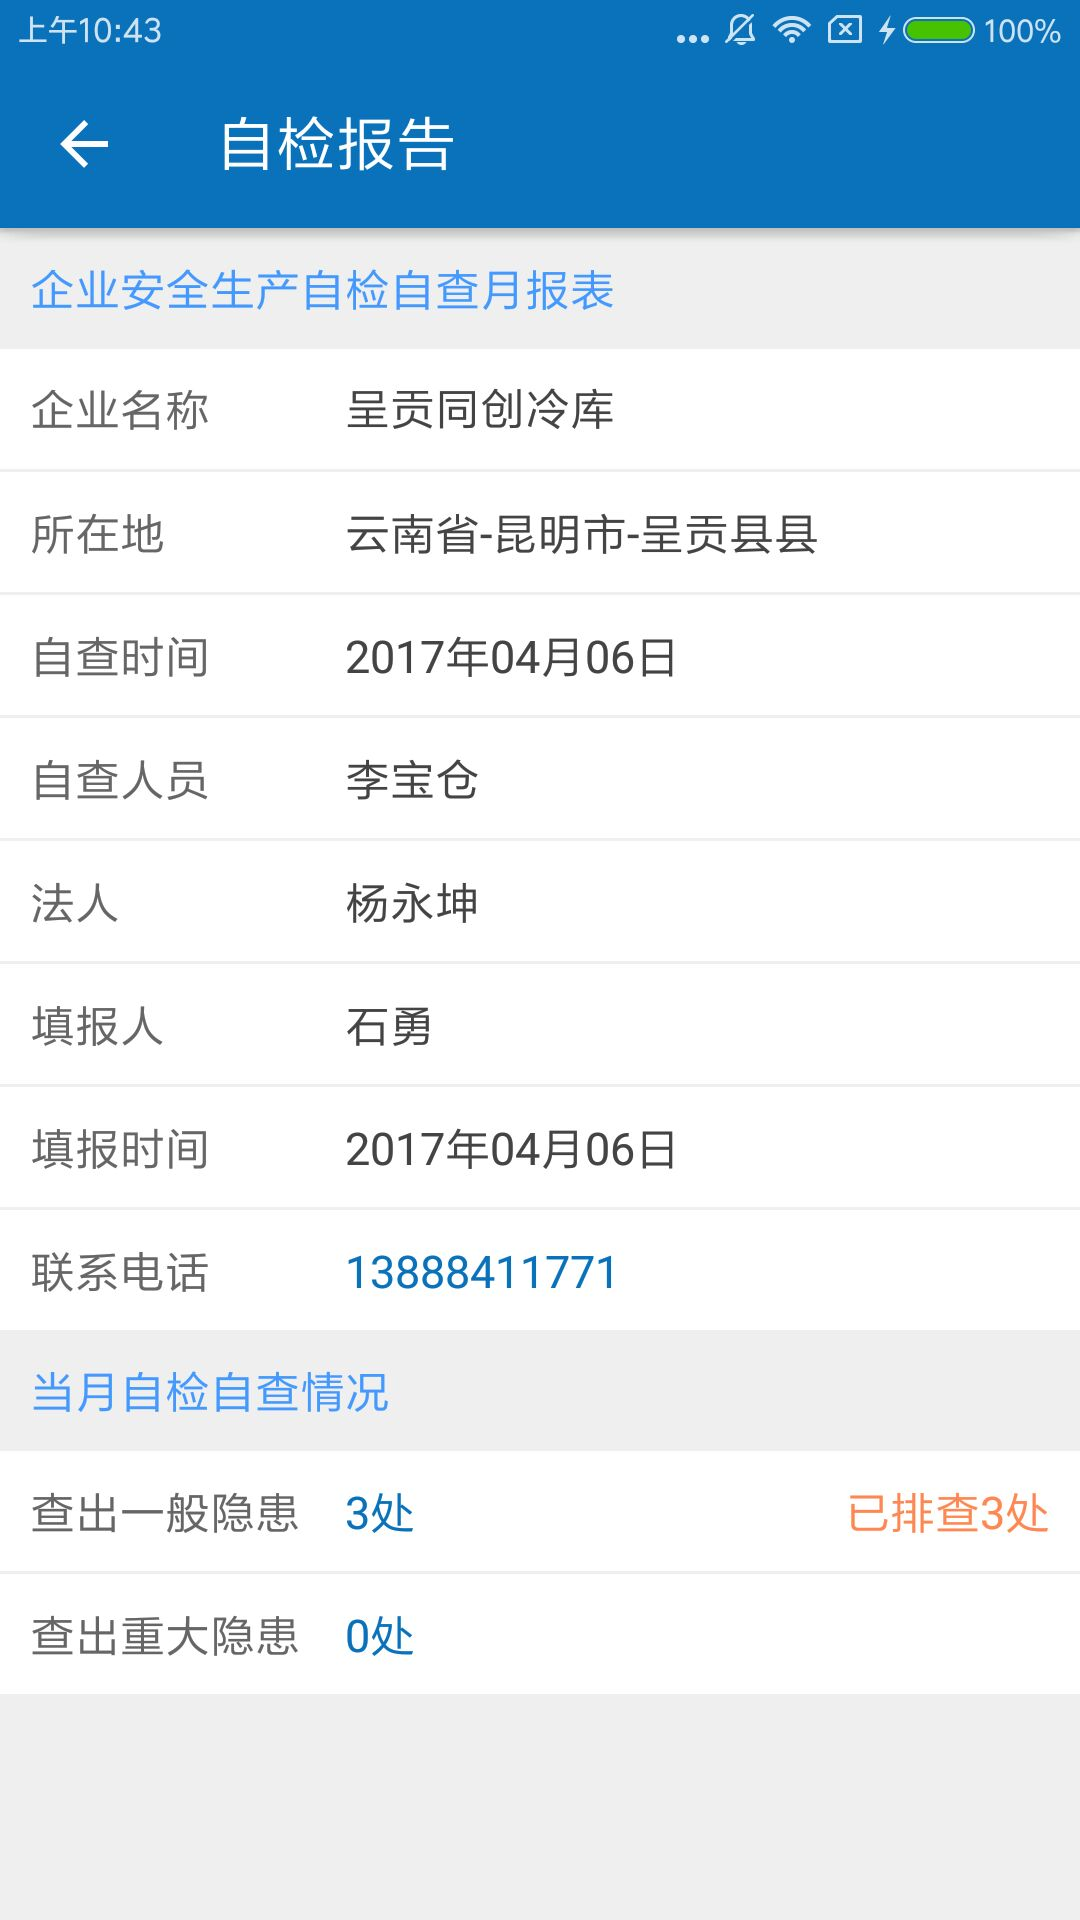 上午10:43 ... 100%
自检报告
企业安全生产自检自查月报表
企业名称 呈贡同创冷库
所在地 云南省-昆明市-呈贡县县
自查时间 2017年04月06日
自查人员 李宝仓
法人 杨永坤
填报人 石勇
填报时间 2017年04月06日
联系电话 13888411771
当月自检自查情况
查出一般隐患 3处 已排查3处
查出重大隐患 0处